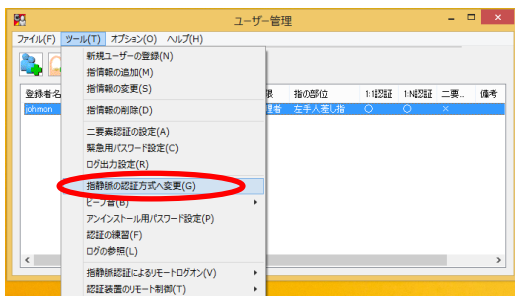 ユーザー管理
ファイル(F) ツール(T) オプション(O) ヘルプ(H)
新規ユーザーの登録(N)
指情報の追加(M)
指情報の変更(S)
指情報の削除(D)
二要素認証の設定(A)
緊急用パスワード設定(C)
ログ出力設定(R)
指静脈の認証方式へ変更(G)
ビープ音(B)
アンインストール用パスワード設定(P)
認証の練習(F)
ログの参照(L)
指静脈認証によるリモートログオン(V)
認証装置のリモート制御(T)
登録者名 限 指の部位 1:1認証 1:N認証 二要... 備考
johmon 理者 左手人差し指 ○ ○ ×